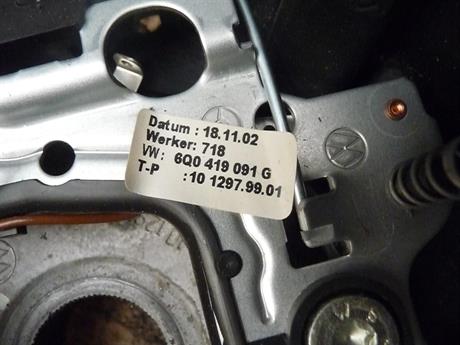 Datum : 18.11.02
Werker: 718
VW: 6Q0 419 091 G
T-P :10 1297.99.01